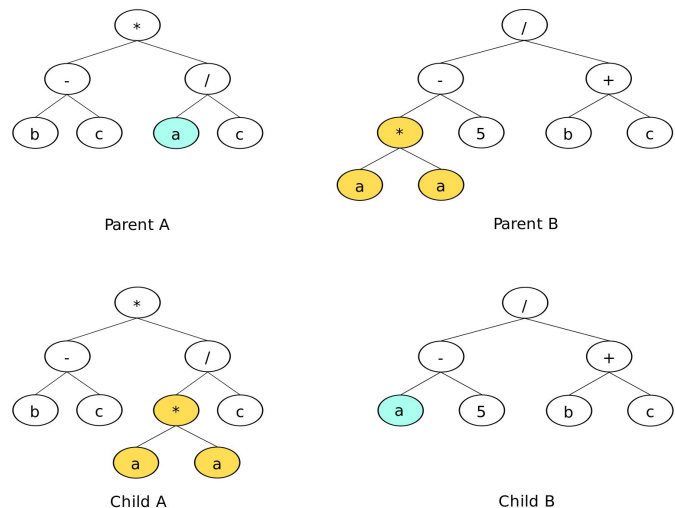 * /
- / - +
b c a c * 5 b c
a a
Parent A Parent B
* /
- / - +
b c * c a 5 b c
a a
Child A Child B